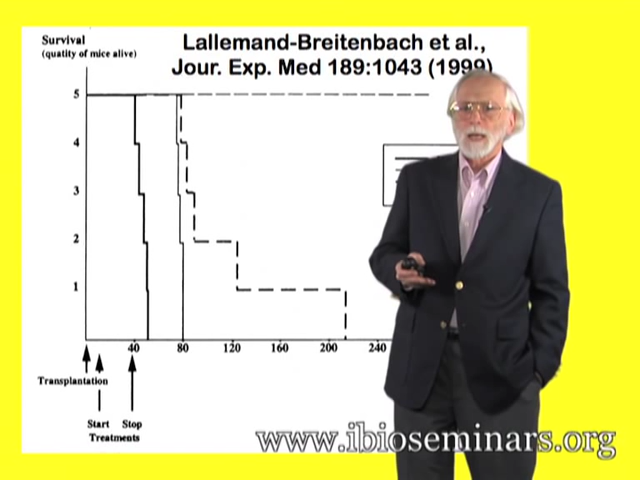 Lallemand-Breitenbach et al.,
Jour. Exp. Med 189:1043 (1999)
Survival
(quatity of mice alive)
5
4
3
2
1
40 80 120 160 200 240
Transplantation
Start Stop
Treatments
www.ibioseminars.org